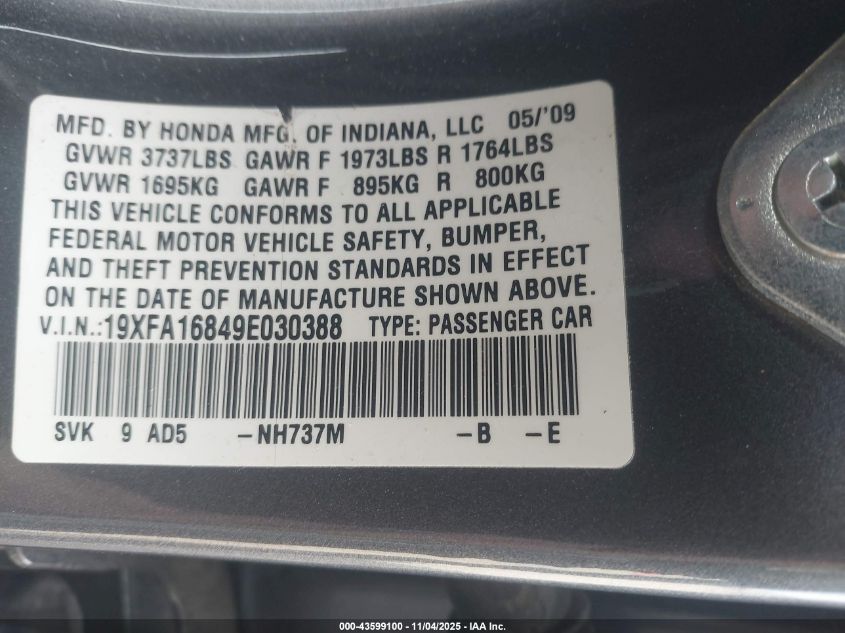 MFD. BY HONDA MFG. OF INDIANA, LLC 05/'09
GVWR 3737LBS GAWR F 1973LBS R 1764LBS
GVWR 1695KG GAWR F 895KG R 800KG
THIS VEHICLE CONFORMS TO ALL APPLICABLE
FEDERAL MOTOR VEHICLE SAFETY, BUMPER,
AND THEFT PREVENTION STANDARDS IN EFFECT
ON THE DATE OF MANUFACTURE SHOWN ABOVE.
V.I.N.:19XFA16849E030388 TYPE: PASSENGER CAR
SVK 9 AD5 -NH737M -B -E
000-43599100 - 11/04/2025 - IAA Inc.